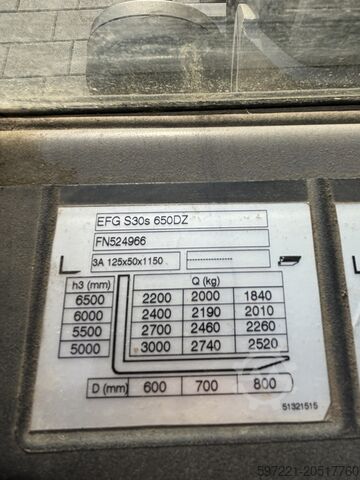 EFG S30s 650DZ
FN524966
3A 125x50x1150 ---------------
h3 (mm) Q (kg)
6500 2200 2000 1840
6000 2400 2190 2010
5500 2700 2460 2260
5000 3000 2740 2520
D (mm) 600 700 800
51321515
597221-20517760